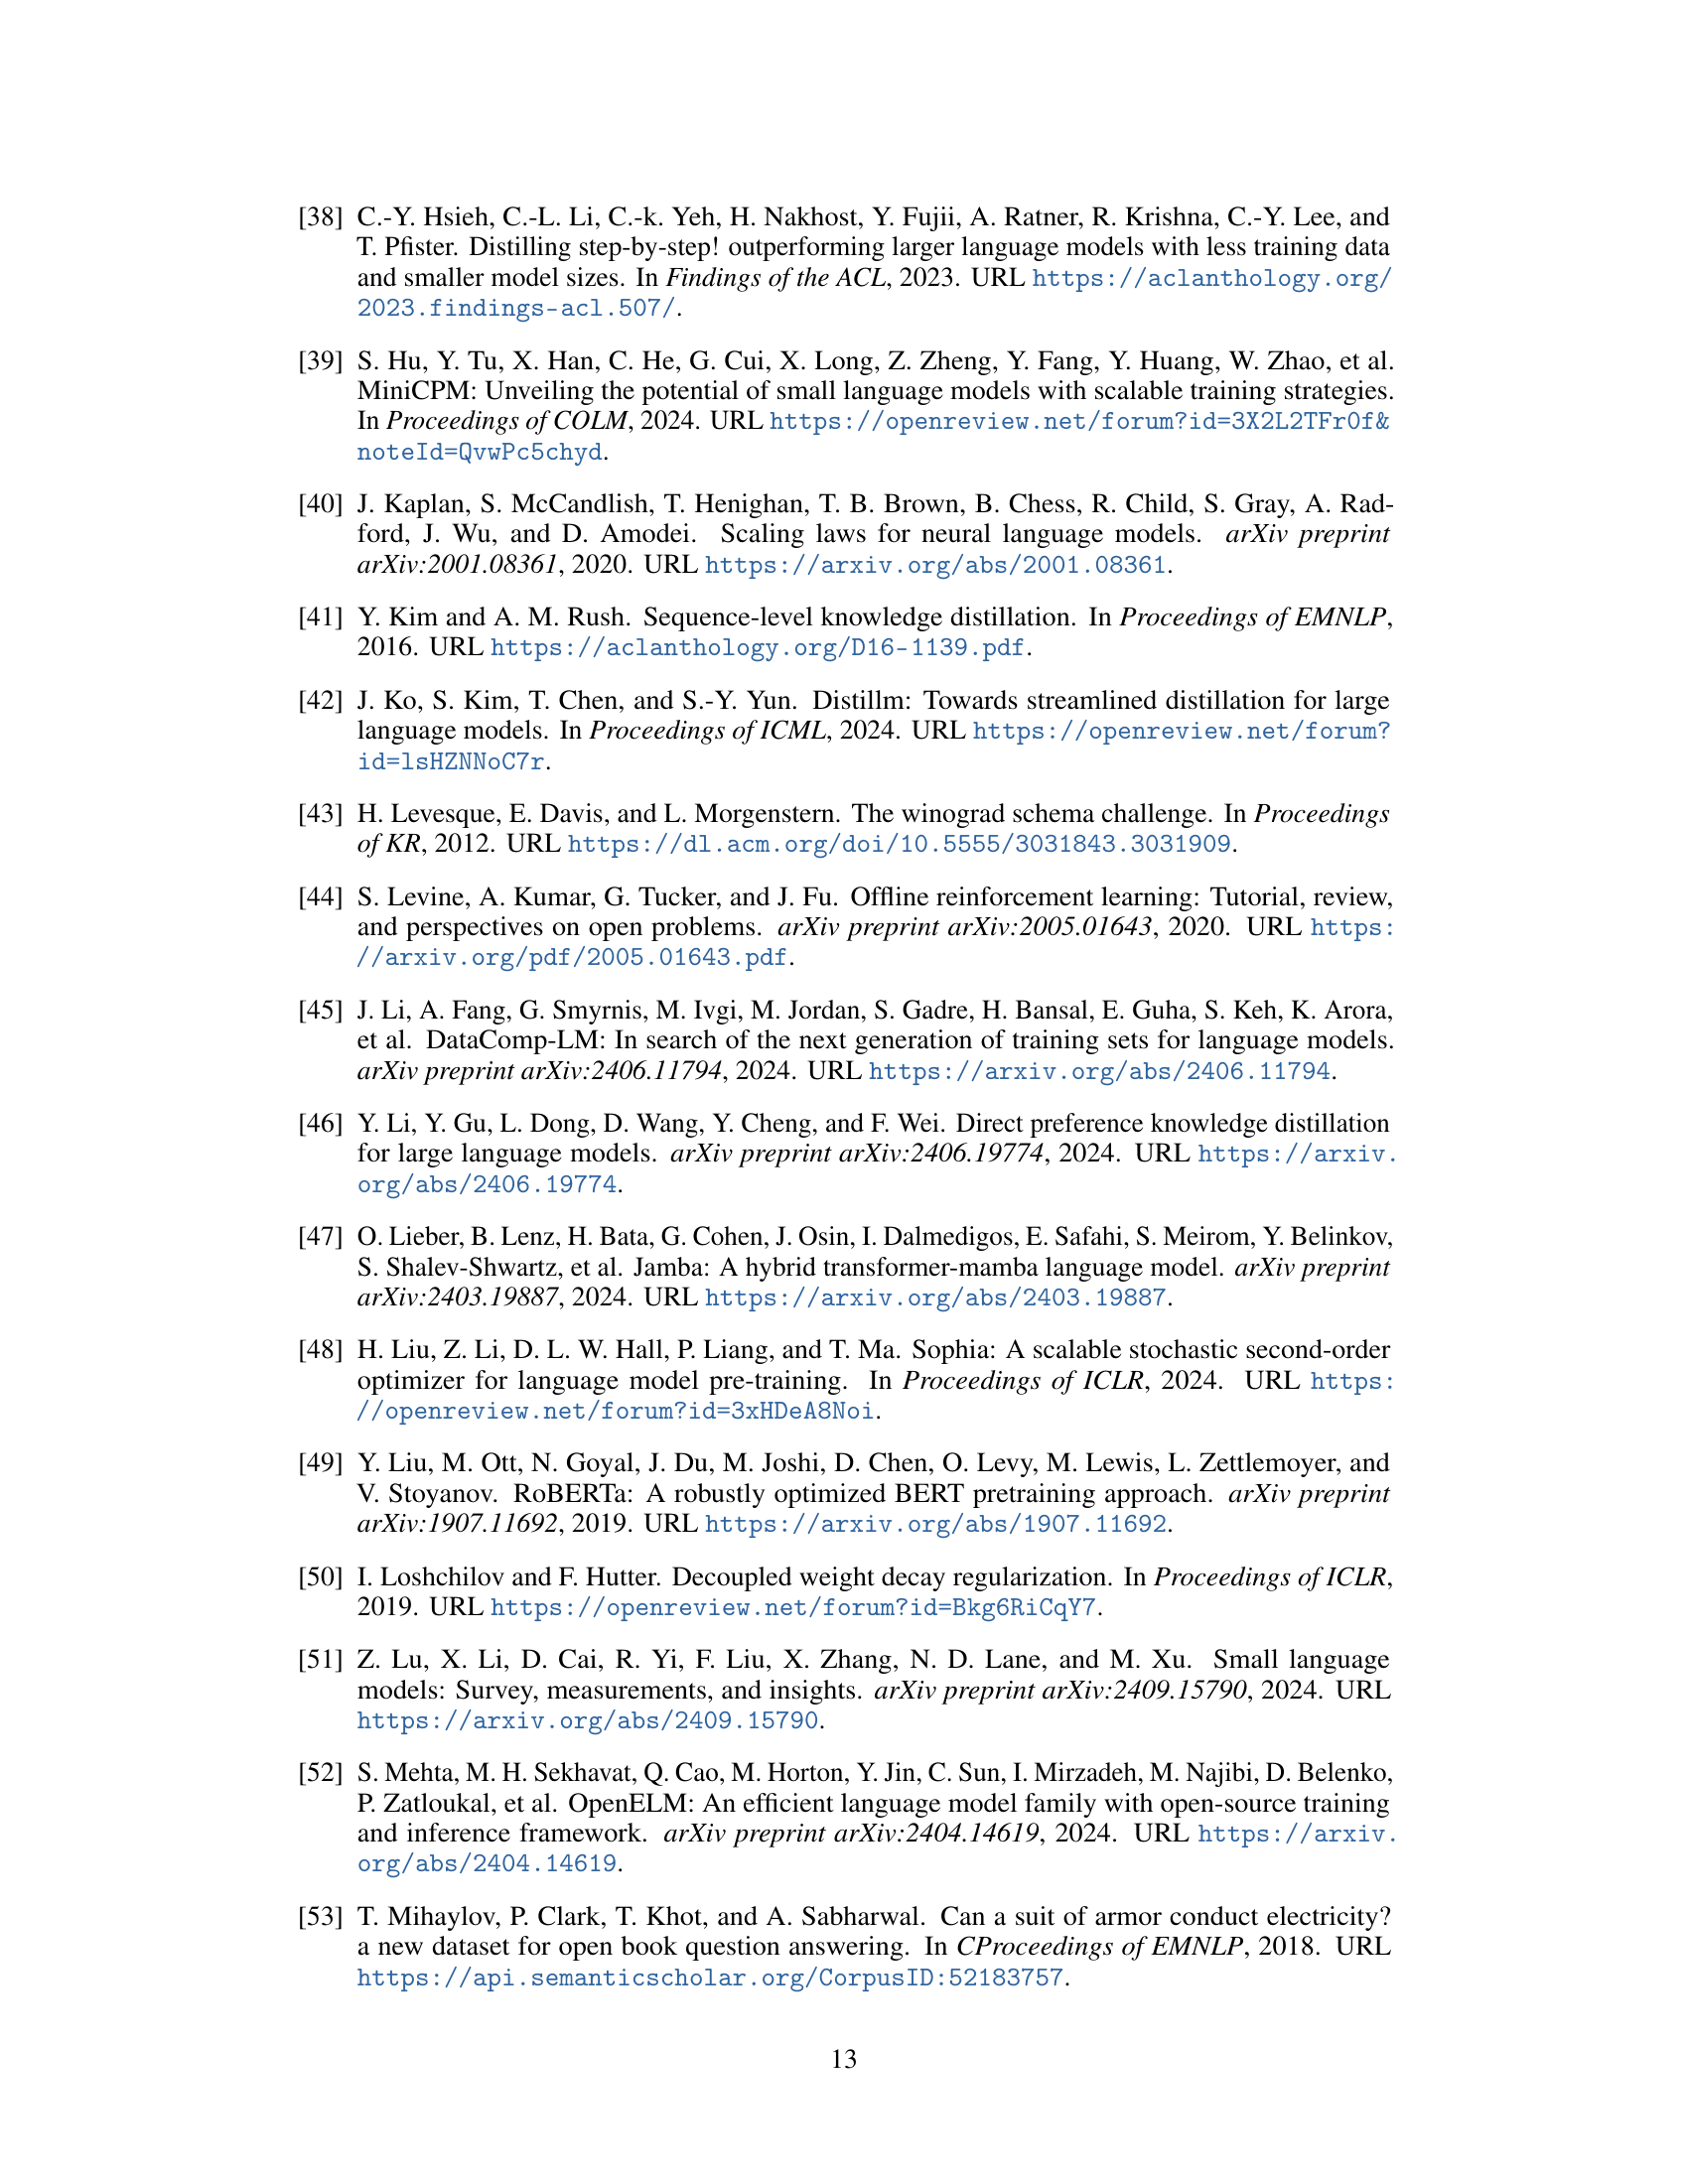 [38] C.-Y. Hsieh, C.-L. Li, C.-k. Yeh, H. Nakhost, Y. Fujii, A. Ratner, R. Krishna, C.-Y. Lee, and
T. Pfister. Distilling step-by-step! outperforming larger language models with less training data
and smaller model sizes. In Findings of the ACL, 2023. URL https://aclanthology.org/
2023.findings-acl.507/.
[39] S. Hu, Y. Tu, X. Han, C. He, G. Cui, X. Long, Z. Zheng, Y. Fang, Y. Huang, W. Zhao, et al.
MiniCPM: Unveiling the potential of small language models with scalable training strategies.
In Proceedings of COLM, 2024. URL https://openreview.net/forum?id=3X2L2TFr0f&
noteId=QvwPc5chyd.
[40] J. Kaplan, S. McCandlish, T. Henighan, T. B. Brown, B. Chess, R. Child, S. Gray, A. Rad-
ford, J. Wu, and D. Amodei. Scaling laws for neural language models. arXiv preprint
arXiv:2001.08361, 2020. URL https://arxiv.org/abs/2001.08361.
[41] Y. Kim and A. M. Rush. Sequence-level knowledge distillation. In Proceedings of EMNLP,
2016. URL https://aclanthology.org/D16-1139.pdf.
[42] J. Ko, S. Kim, T. Chen, and S.-Y. Yun. Distillm: Towards streamlined distillation for large
language models. In Proceedings of ICML, 2024. URL https://openreview.net/forum?
id=lsHZNNoC7r.
[43] H. Levesque, E. Davis, and L. Morgenstern. The winograd schema challenge. In Proceedings
of KR, 2012. URL https://dl.acm.org/doi/10.5555/3031843.3031909.
[44] S. Levine, A. Kumar, G. Tucker, and J. Fu. Offline reinforcement learning: Tutorial, review,
and perspectives on open problems. arXiv preprint arXiv:2005.01643, 2020. URL https:
//arxiv.org/pdf/2005.01643.pdf.
[45] J. Li, A. Fang, G. Smyrnis, M. Ivgi, M. Jordan, S. Gadre, H. Bansal, E. Guha, S. Keh, K. Arora,
et al. DataComp-LM: In search of the next generation of training sets for language models.
arXiv preprint arXiv:2406.11794, 2024. URL https://arxiv.org/abs/2406.11794.
[46] Y. Li, Y. Gu, L. Dong, D. Wang, Y. Cheng, and F. Wei. Direct preference knowledge distillation
for large language models. arXiv preprint arXiv:2406.19774, 2024. URL https://arxiv.
org/abs/2406.19774.
[47] O. Lieber, B. Lenz, H. Bata, G. Cohen, J. Osin, I. Dalmedigos, E. Safahi, S. Meirom, Y. Belinkov,
S. Shalev-Shwartz, et al. Jamba: A hybrid transformer-mamba language model. arXiv preprint
arXiv:2403.19887, 2024. URL https://arxiv.org/abs/2403.19887.
[48] H. Liu, Z. Li, D. L. W. Hall, P. Liang, and T. Ma. Sophia: A scalable stochastic second-order
optimizer for language model pre-training. In Proceedings of ICLR, 2024. URL https:
//openreview.net/forum?id=3xHDeA8Noi.
[49] Y. Liu, M. Ott, N. Goyal, J. Du, M. Joshi, D. Chen, O. Levy, M. Lewis, L. Zettlemoyer, and
V. Stoyanov. RoBERTa: A robustly optimized BERT pretraining approach. arXiv preprint
arXiv:1907.11692, 2019. URL https://arxiv.org/abs/1907.11692.
[50] I. Loshchilov and F. Hutter. Decoupled weight decay regularization. In Proceedings of ICLR,
2019. URL https://openreview.net/forum?id=Bkg6RiCqY7.
[51] Z. Lu, X. Li, D. Cai, R. Yi, F. Liu, X. Zhang, N. D. Lane, and M. Xu. Small language
models: Survey, measurements, and insights. arXiv preprint arXiv:2409.15790, 2024. URL
https://arxiv.org/abs/2409.15790.
[52] S. Mehta, M. H. Sekhavat, Q. Cao, M. Horton, Y. Jin, C. Sun, I. Mirzadeh, M. Najibi, D. Belenko,
P. Zatloukal, et al. OpenELM: An efficient language model family with open-source training
and inference framework. arXiv preprint arXiv:2404.14619, 2024. URL https://arxiv.
org/abs/2404.14619.
[53] T. Mihaylov, P. Clark, T. Khot, and A. Sabharwal. Can a suit of armor conduct electricity?
a new dataset for open book question answering. In CProceedings of EMNLP, 2018. URL
https://api.semanticscholar.org/CorpusID:52183757.
13